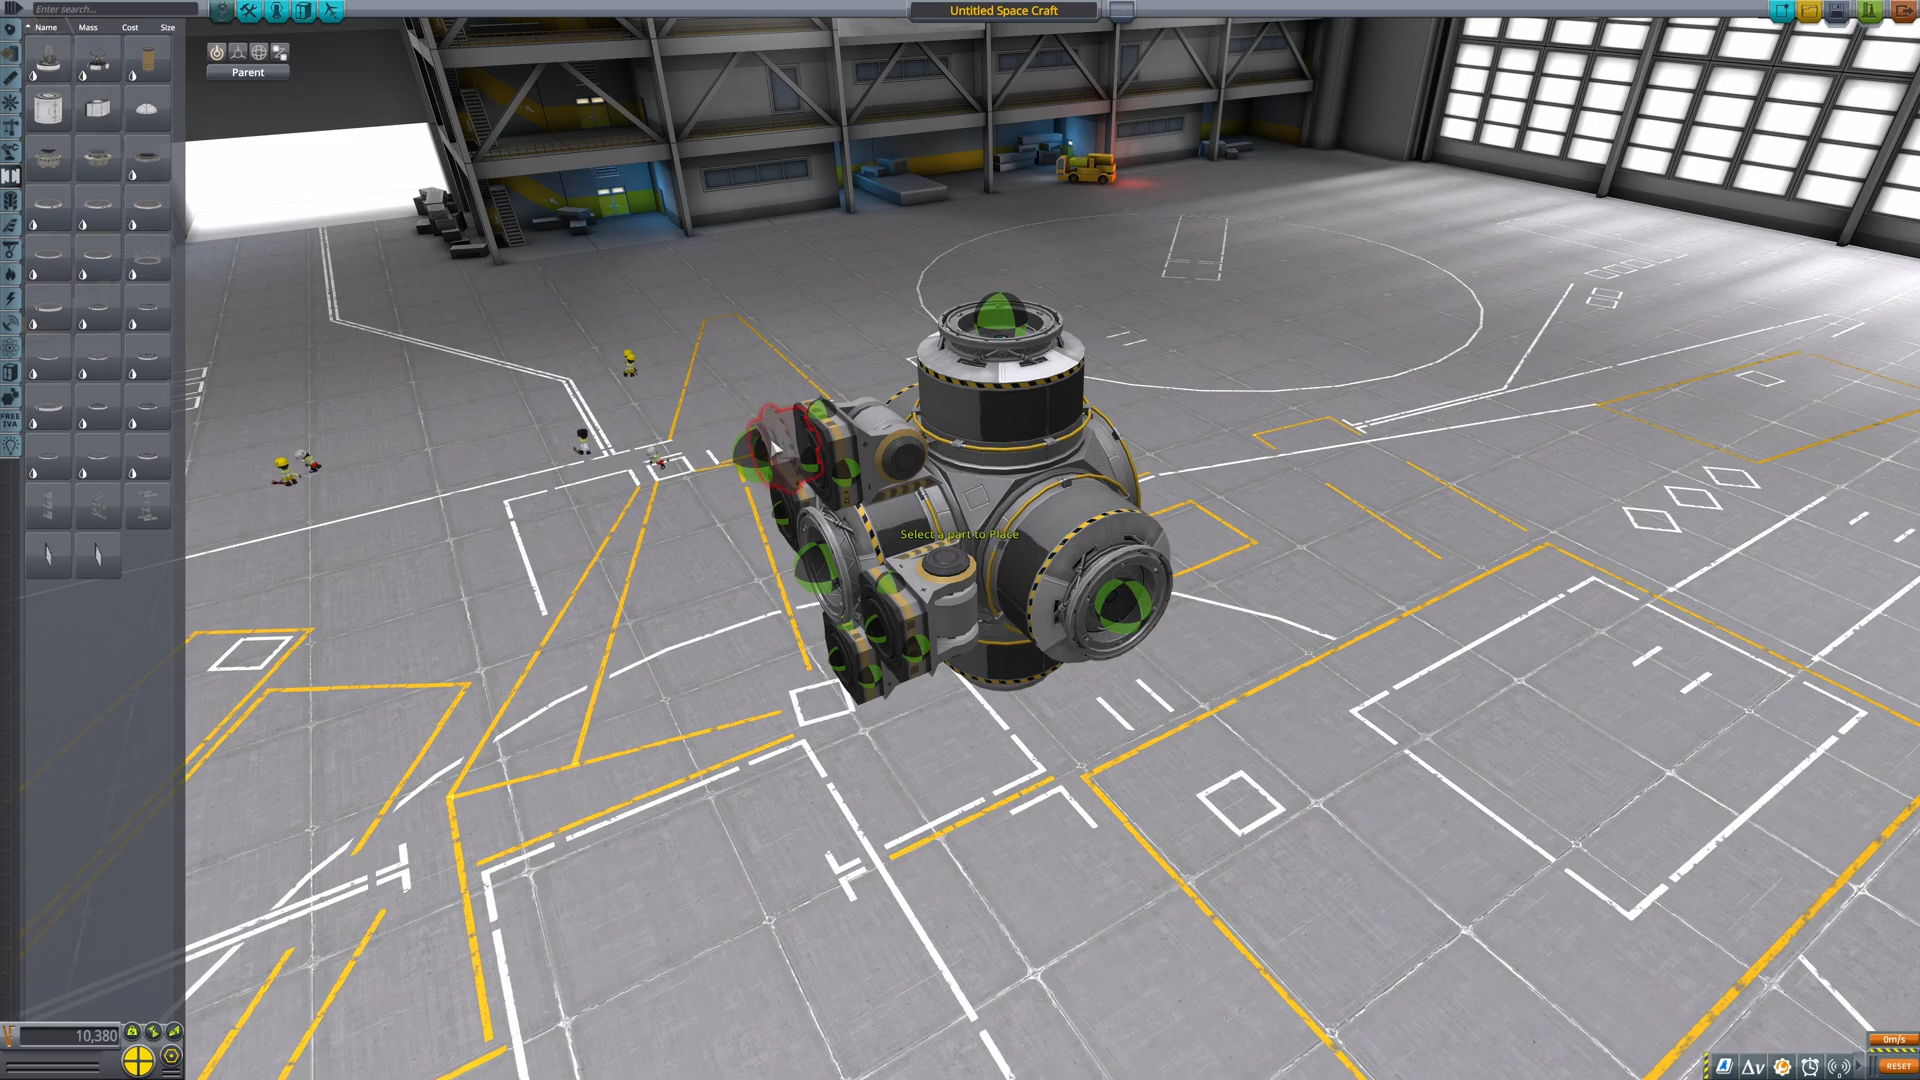 Enter search...
Untitled Space Craft
Name Mass Cost Size
Parent
FREE
IVA
Select a part to Place
10,380
0m/s
Δv
RESET